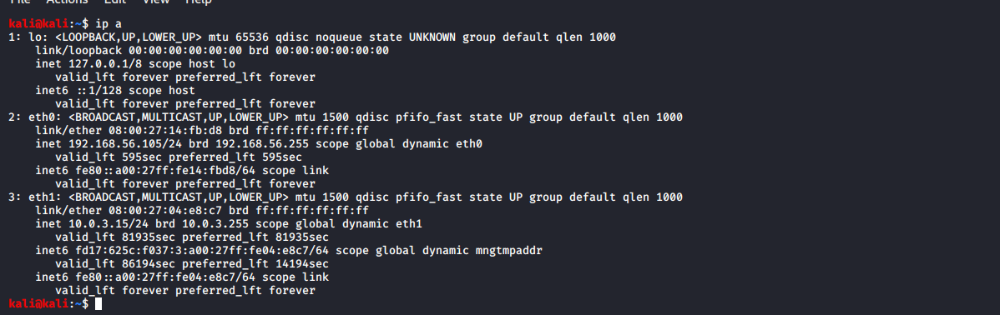 File Actions Edit View Help
kali@kali:~$ ip a
1: lo: <LOOPBACK,UP,LOWER_UP> mtu 65536 qdisc noqueue state UNKNOWN group default qlen 1000
    link/loopback 00:00:00:00:00:00 brd 00:00:00:00:00:00
    inet 127.0.0.1/8 scope host lo
       valid_lft forever preferred_lft forever
    inet6 ::1/128 scope host
       valid_lft forever preferred_lft forever
2: eth0: <BROADCAST,MULTICAST,UP,LOWER_UP> mtu 1500 qdisc pfifo_fast state UP group default qlen 1000
    link/ether 08:00:27:14:fb:d8 brd ff:ff:ff:ff:ff:ff
    inet 192.168.56.105/24 brd 192.168.56.255 scope global dynamic eth0
       valid_lft 595sec preferred_lft 595sec
    inet6 fe80::a00:27ff:fe14:fbd8/64 scope link
       valid_lft forever preferred_lft forever
3: eth1: <BROADCAST,MULTICAST,UP,LOWER_UP> mtu 1500 qdisc pfifo_fast state UP group default qlen 1000
    link/ether 08:00:27:04:e8:c7 brd ff:ff:ff:ff:ff:ff
    inet 10.0.3.15/24 brd 10.0.3.255 scope global dynamic eth1
       valid_lft 81935sec preferred_lft 81935sec
    inet6 fd17:625c:f037:3:a00:27ff:fe04:e8c7/64 scope global dynamic mngtmpaddr
       valid_lft 86194sec preferred_lft 14194sec
    inet6 fe80::a00:27ff:fe04:e8c7/64 scope link
       valid_lft forever preferred_lft forever
kali@kali:~$